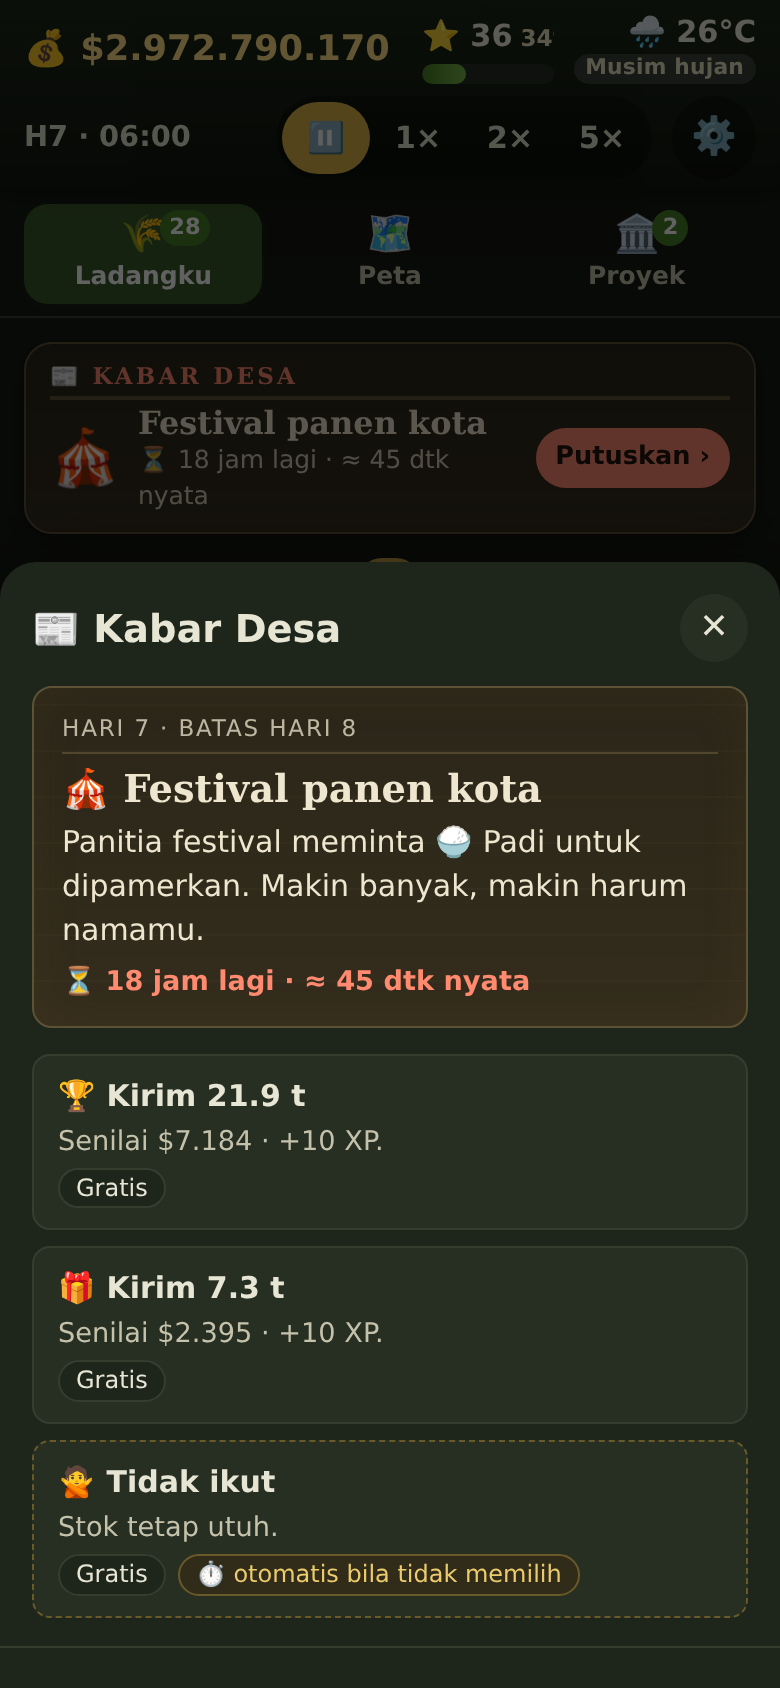 $2.972.790.170
36 34
26°C
Musim hujan
H7 · 06:00
1×
2×
5×
28
Ladangku
Peta
2
Proyek
KABAR DESA
Festival panen kota
18 jam lagi · ≈ 45 dtk
nyata
Putuskan ›
Kabar Desa
✕
HARI 7 · BATAS HARI 8
Festival panen kota
Panitia festival meminta 🍚 Padi untuk
dipamerkan. Makin banyak, makin harum
namamu.
18 jam lagi · ≈ 45 dtk nyata
Kirim 21.9 t
Senilai $7.184 · +10 XP.
Gratis
Kirim 7.3 t
Senilai $2.395 · +10 XP.
Gratis
Tidak ikut
Stok tetap utuh.
Gratis
otomatis bila tidak memilih